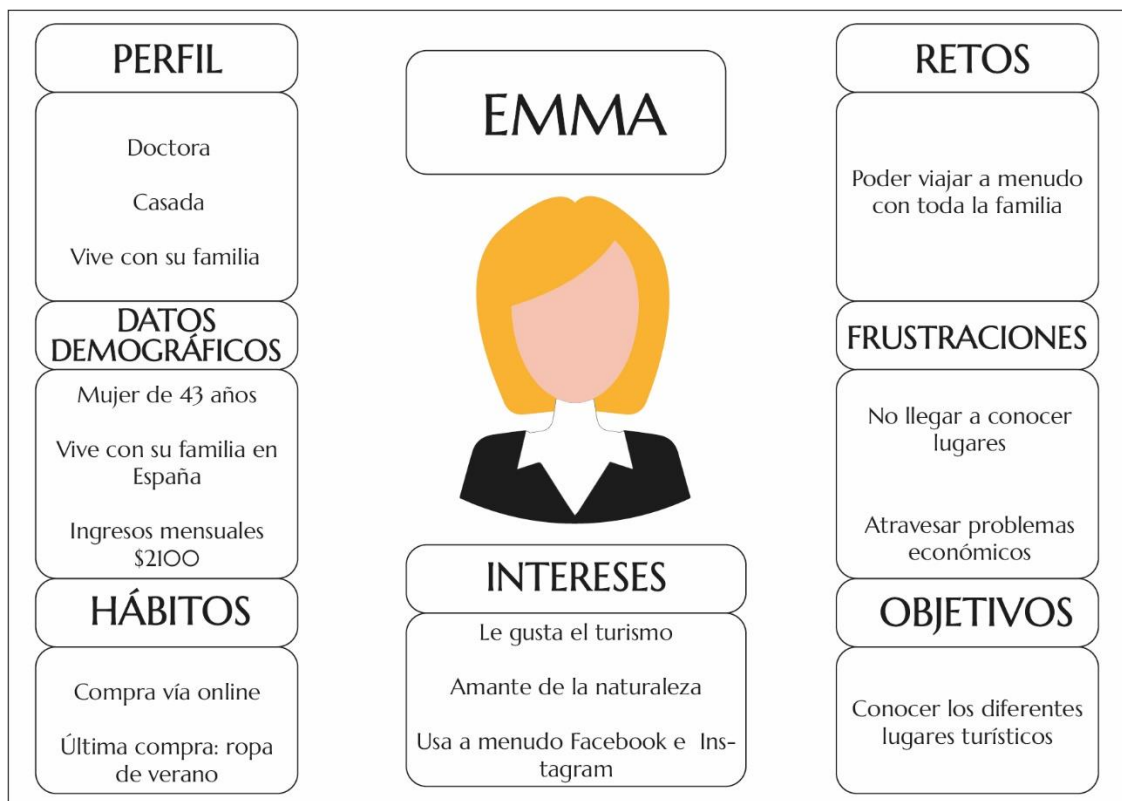 PERFIL
Doctora
Casada
Vive con su familia
DATOS
DEMOGRÁFICOS
Mujer de 43 años
Vive con su familia en
España
Ingresos mensuales
$2100
HÁBITOS
Compra vía online
Última compra: ropa
de verano
EMMA
INTERESES
Le gusta el turismo
Amante de la naturaleza
Usa a menudo Facebook e Ins-
tagram
RETOS
Poder viajar a menudo
con toda la familia
FRUSTRACIONES
No llegar a conocer
lugares
Atravesar problemas
económicos
OBJETIVOS
Conocer los diferentes
lugares turísticos